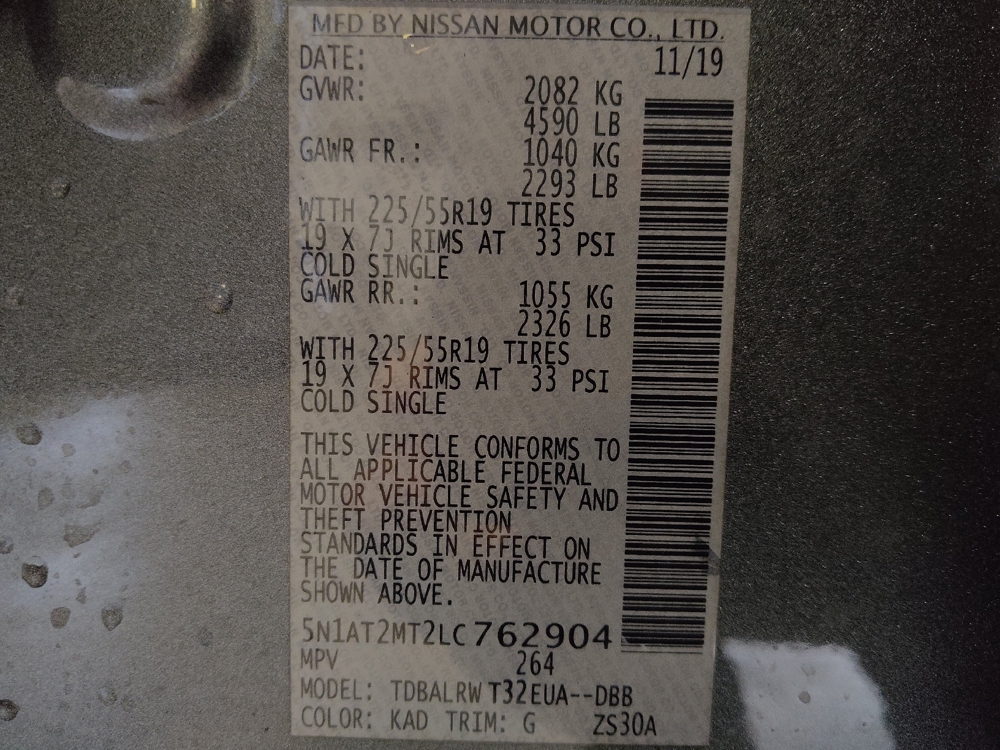 MFD BY NISSAN MOTOR CO., LTD.
DATE: 11/19
GVWR: 2082 KG
4590 LB
GAWR FR.: 1040 KG
2293 LB
WITH 225/55R19 TIRES
19 X 7J RIMS AT 33 PSI
COLD SINGLE
GAWR RR.: 1055 KG
2326 LB
WITH 225/55R19 TIRES
19 X 7J RIMS AT 33 PSI
COLD SINGLE
THIS VEHICLE CONFORMS TO
ALL APPLICABLE FEDERAL
MOTOR VEHICLE SAFETY AND
THEFT PREVENTION
STANDARDS IN EFFECT ON
THE DATE OF MANUFACTURE
SHOWN ABOVE.
5N1AT2MT2LC762904
MPV 264
MODEL: TDBALRW T32EUA--DBB
COLOR: KAD TRIM: G ZS30A